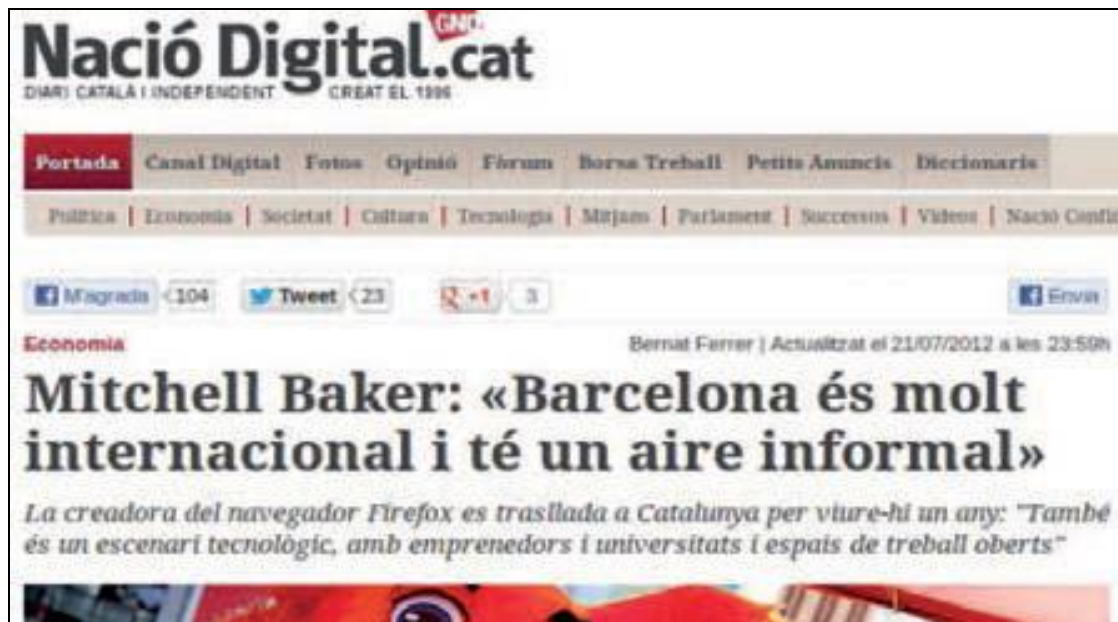 GND.
Nació Digital.cat
DIARI CATALÀ I INDEPENDENT CREAT EL 1996
Portada Canal Digital Fotos Opinió Fòrum Borsa Treball Petits Anuncis Diccionaris
Política | Economia | Societat | Cultura | Tecnologia | Mitjans | Parlament | Successos | Vídeos | Nació
M'agrada 104 Tweet 23 +1 3 Envia
Economia Bernat Ferrer | Actualitzat el 21/07/2012 a les 23:59h
Mitchell Baker: «Barcelona és molt
internacional i té un aire informal»
La creadora del navegador Firefox es trasllada a Catalunya per viure-hi un any: "També
és un escenari tecnològic, amb emprenedors i universitats i espais de treball oberts"